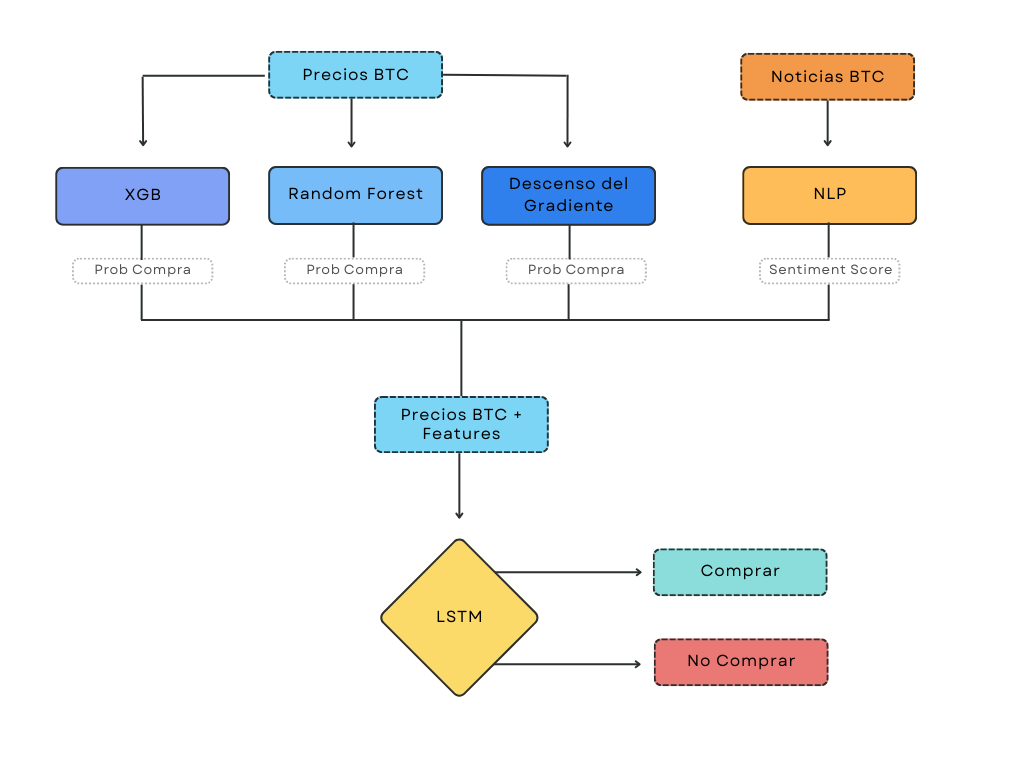 Precios BTC
Noticias BTC
XGB
Random Forest
Descenso del
Gradiente
NLP
Prob Compra
Prob Compra
Prob Compra
Sentiment Score
Precios BTC +
Features
LSTM
Comprar
No Comprar